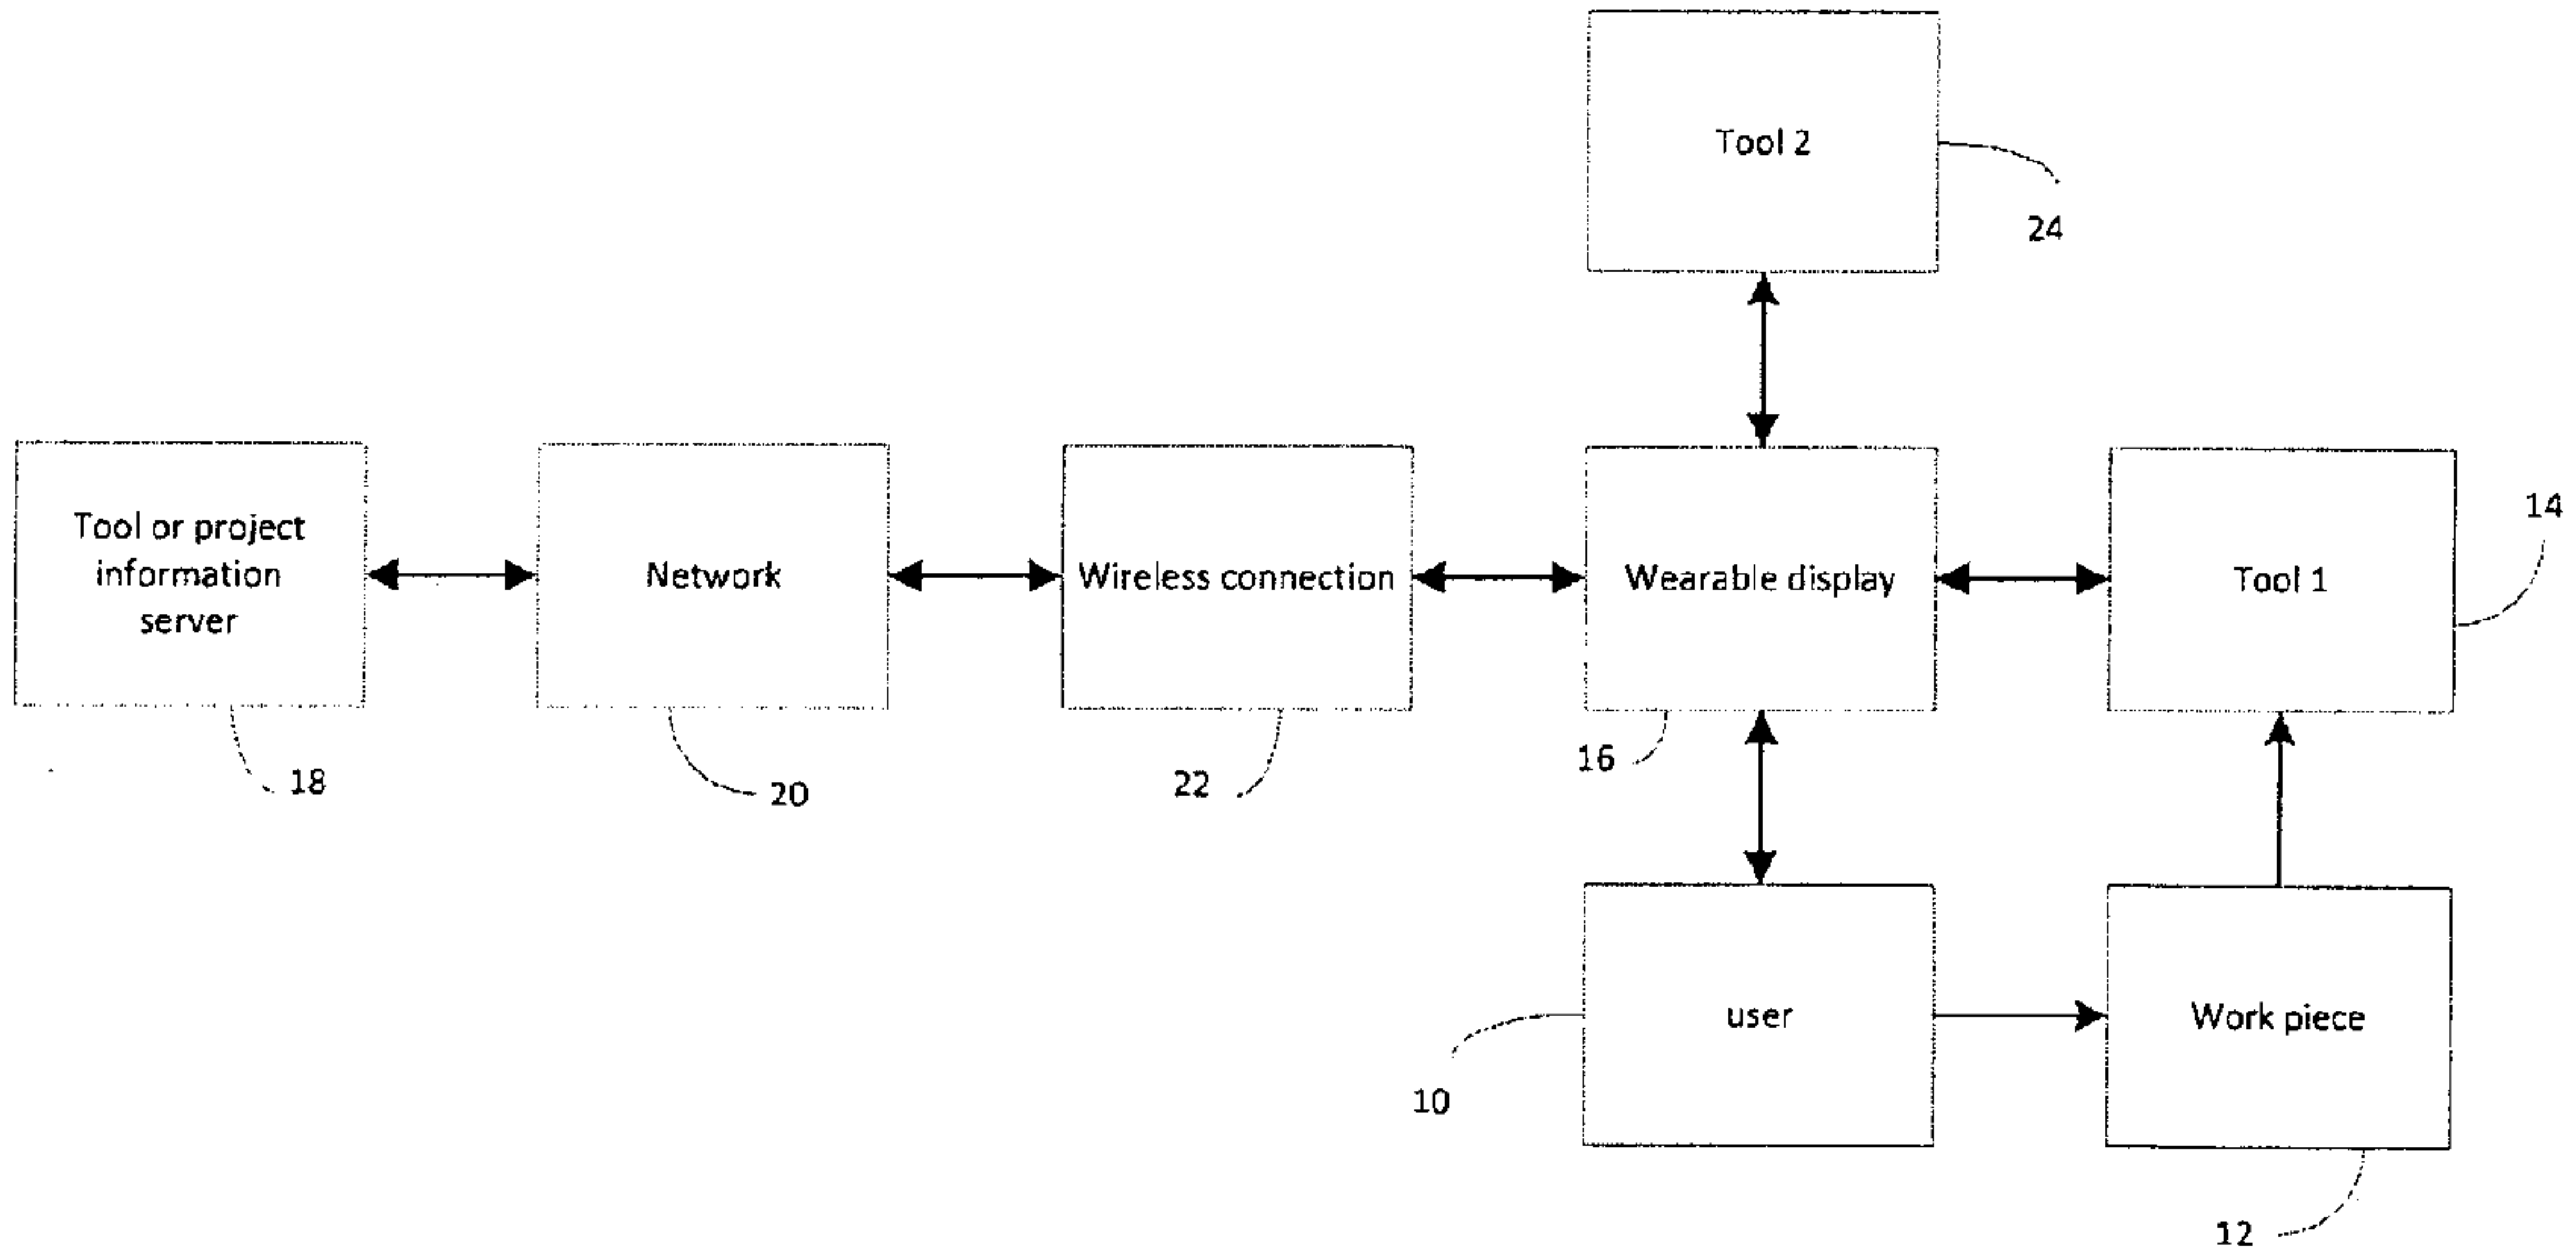 Tool 2
24
Tool or project
information
server
Network
Wireless connection
Wearable display
Tool 1
14
18
20
22
16
user
Work piece
10
12